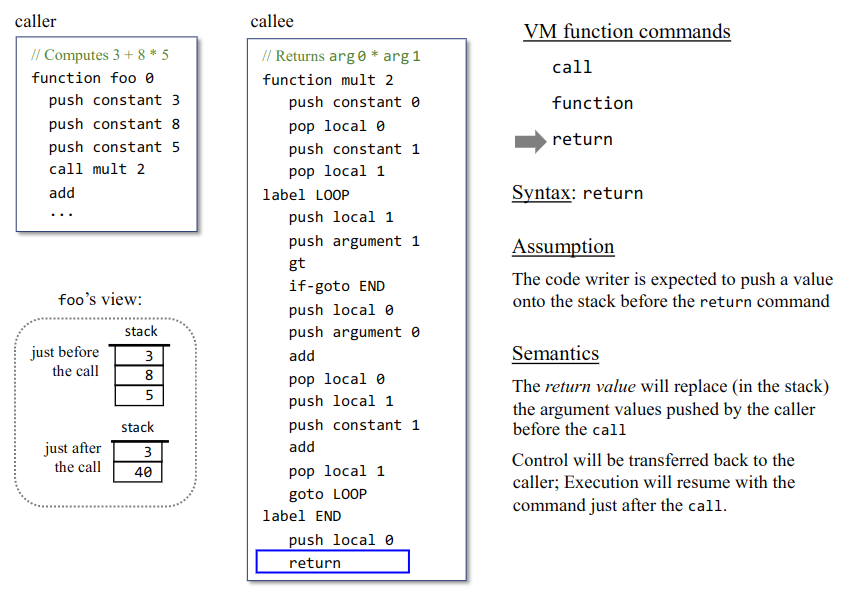 caller
// Computes 3 + 8 * 5
function foo 0
push constant 3
push constant 8
push constant 5
call mult 2
add
...
foo's view:
stack
just before
the call
3
8
5
stack
just after
the call
3
40
callee
// Returns arg 0 * arg 1
function mult 2
push constant 0
pop local 0
push constant 1
pop local 1
label LOOP
push local 1
push argument 1
gt
if-goto END
push local 0
push argument 0
add
pop local 0
push local 1
push constant 1
add
pop local 1
goto LOOP
label END
push local 0
return
VM function commands
call
function
return
Syntax: return
Assumption
The code writer is expected to push a value
onto the stack before the return command
Semantics
The return value will replace (in the stack)
the argument values pushed by the caller
before the call
Control will be transferred back to the
caller; Execution will resume with the
command just after the call.